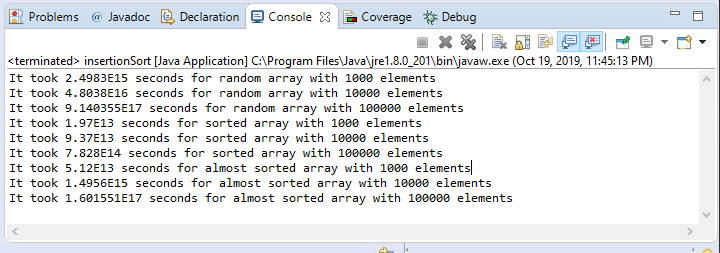 Problems @ Javadoc Declaration Console Coverage Debug
<terminated> insertionSort [Java Application] C:\Program Files\Java\jre1.8.0_201\bin\javaw.exe (Oct 19, 2019, 11:45:13 PM)
It took 2.4983E15 seconds for random array with 1000 elements
It took 4.8038E16 seconds for random array with 10000 elements
It took 9.140355E17 seconds for random array with 100000 elements
It took 1.97E13 seconds for sorted array with 1000 elements
It took 9.37E13 seconds for sorted array with 10000 elements
It took 7.828E14 seconds for sorted array with 100000 elements
It took 5.12E13 seconds for almost sorted array with 1000 elements
It took 1.4956E15 seconds for almost sorted array with 10000 elements
It took 1.601551E17 seconds for almost sorted array with 100000 elements